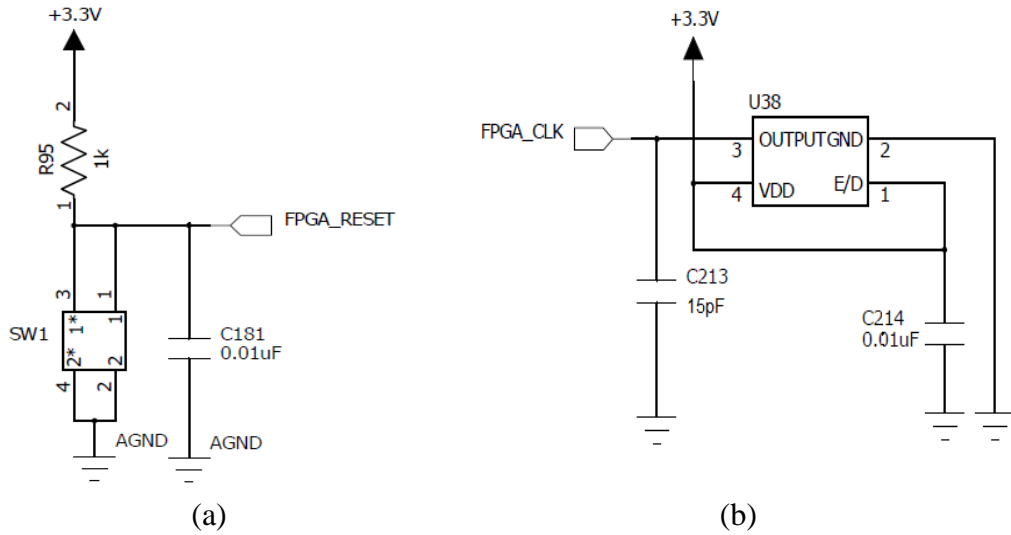 +3.3V
2
R95
1k
1
FPGA_RESET
3
1
SW1
1*
1
2*
2
4
2
C181
0.01uF
AGND
AGND
(a)
+3.3V
U38
FPGA_CLK
3
OUTPUTGND
2
4
VDD
E/D
1
C213
15pF
C214
0.01uF
(b)